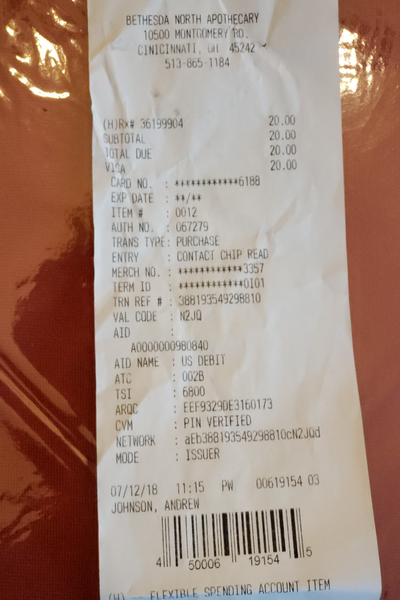 BETHESDA NORTH APOTHECARY
10500 MONTGOMERY RD.
CINICINNATI, OH 45242
513-865-1184
(H)Rx# 36199904 20.00
SUBTOTAL 20.00
TOTAL DUE 20.00
VISA 20.00
CARD NO. : ************6188
EXP DATE : **/**
ITEM # : 0012
AUTH NO. : 067279
TRANS TYPE: PURCHASE
ENTRY : CONTACT CHIP READ
MERCH NO. : ************3357
TERM ID : ************0101
TRN REF # : 388193549298810
VAL CODE : N2JQ
AID :
A0000000980840
AID NAME : US DEBIT
ATC : 002B
TSI : 6800
ARQC : EEF9329DE3160173
CVM : PIN VERIFIED
NETWORK : aEb388193549298810cN2JQd
MODE : ISSUER
07/12/18 11:15 PW 00619154 03
JOHNSON, ANDREW
4 50006 19154 5
(H) -- FLEXIBLE SPENDING ACCOUNT ITEM